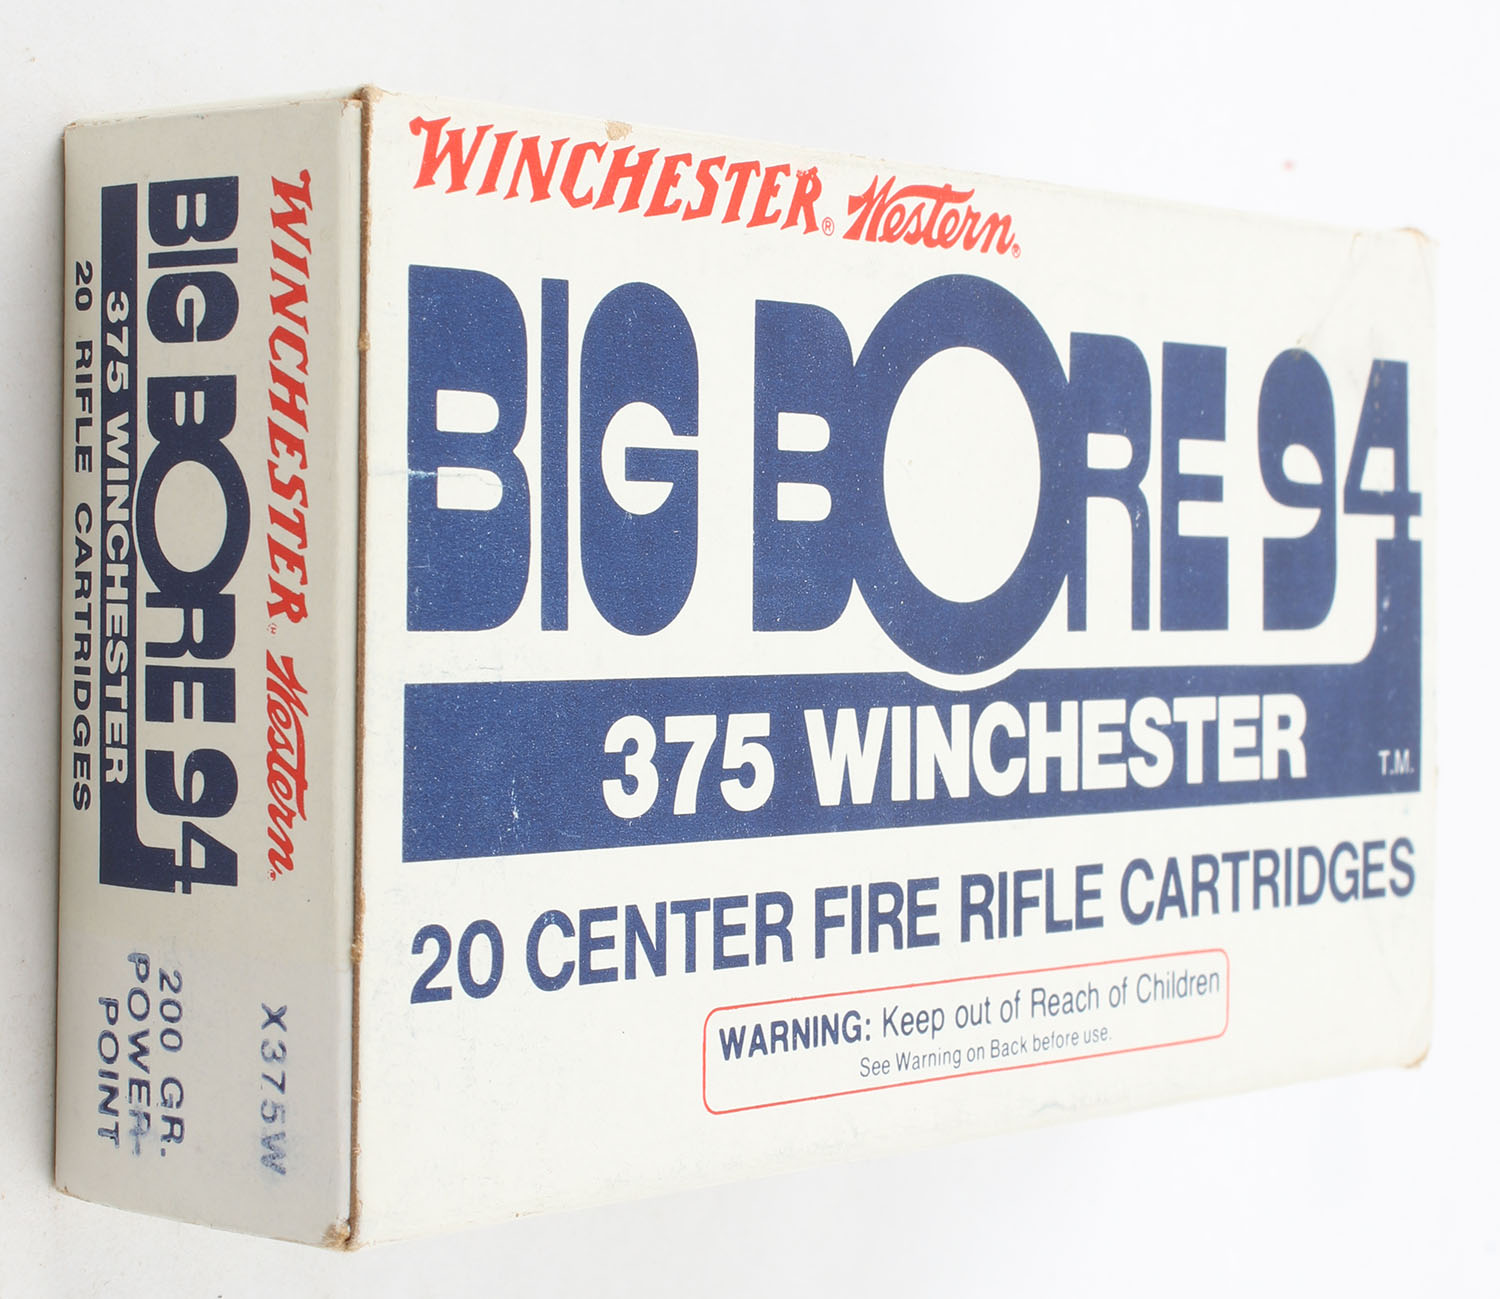 WINCHESTER® Western®
BIG BORE 94
375 WINCHESTER
T.M.
20 CENTER FIRE RIFLE CARTRIDGES
WARNING: Keep out of Reach of Children
See Warning on Back before use.
WINCHESTER Western
BIG BORE 94
375 WINCHESTER
20 RIFLE CARTRIDGES
X375W
200 GR.
POWER-
POINT